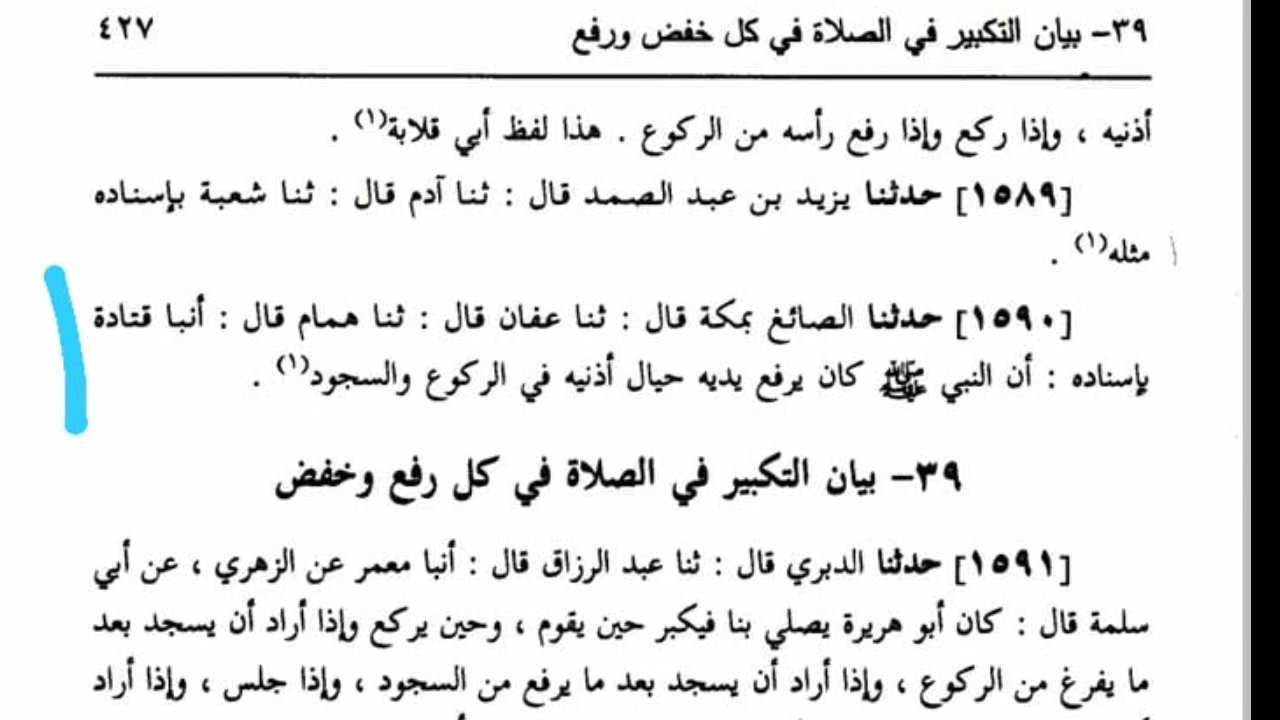 ٣٩- بيان التكبير في الصلاة في كل خفض ورفع ٤٢٧
أذنيه ، وإذا ركع وإذا رفع رأسه من الركوع . هذا لفظ أبي قلابة(١) .
[١٥٨٩] حدثنا يزيد بن عبد الصمد قال : ثنا آدم قال : ثنا شعبة بإسناده
مثله(١) .
[١٥٩٠] حدثنا الصائغ بمكة قال : ثنا عفان قال : ثنا همام قال : أنبا قتادة
بإسناده : أن النبي ﷺ كان يرفع يديه حيال أذنيه في الركوع والسجود(١) .
٣٩- بيان التكبير في الصلاة في كل رفع وخفض
[١٥٩١] حدثنا الدبري قال : ثنا عبد الرزاق قال : أنبا معمر عن الزهري ، عن أبي
سلمة قال : كان أبو هريرة يصلي بنا فيكبر حين يقوم ، وحين يركع وإذا أراد أن يسجد بعد
ما يفرغ من الركوع ، وإذا أراد أن يسجد بعد ما يرفع من السجود ، وإذا جلس ، وإذا أراد